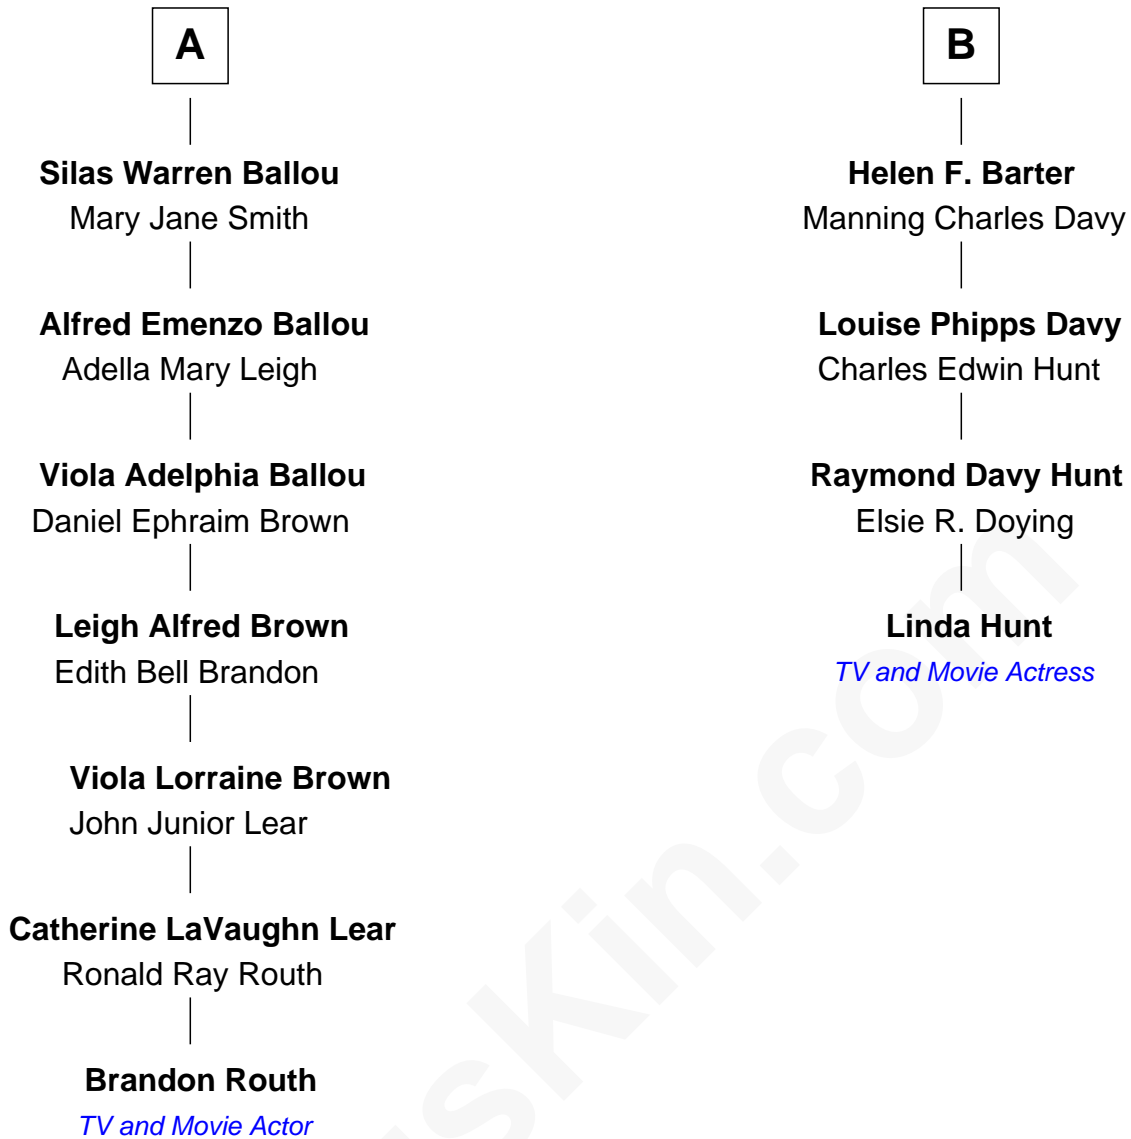 A
Silas Warren Ballou
Mary Jane Smith
Alfred Emenzo Ballou
Adella Mary Leigh
Viola Adelphia Ballou
Daniel Ephraim Brown
Leigh Alfred Brown
Edith Bell Brandon
Viola Lorraine Brown
John Junior Lear
Catherine LaVaughn Lear
Ronald Ray Routh
Brandon Routh
TV and Movie Actor
B
Helen F. Barter
Manning Charles Davy
Louise Phipps Davy
Charles Edwin Hunt
Raymond Davy Hunt
Elsie R. Doying
Linda Hunt
TV and Movie Actress
sKin.com